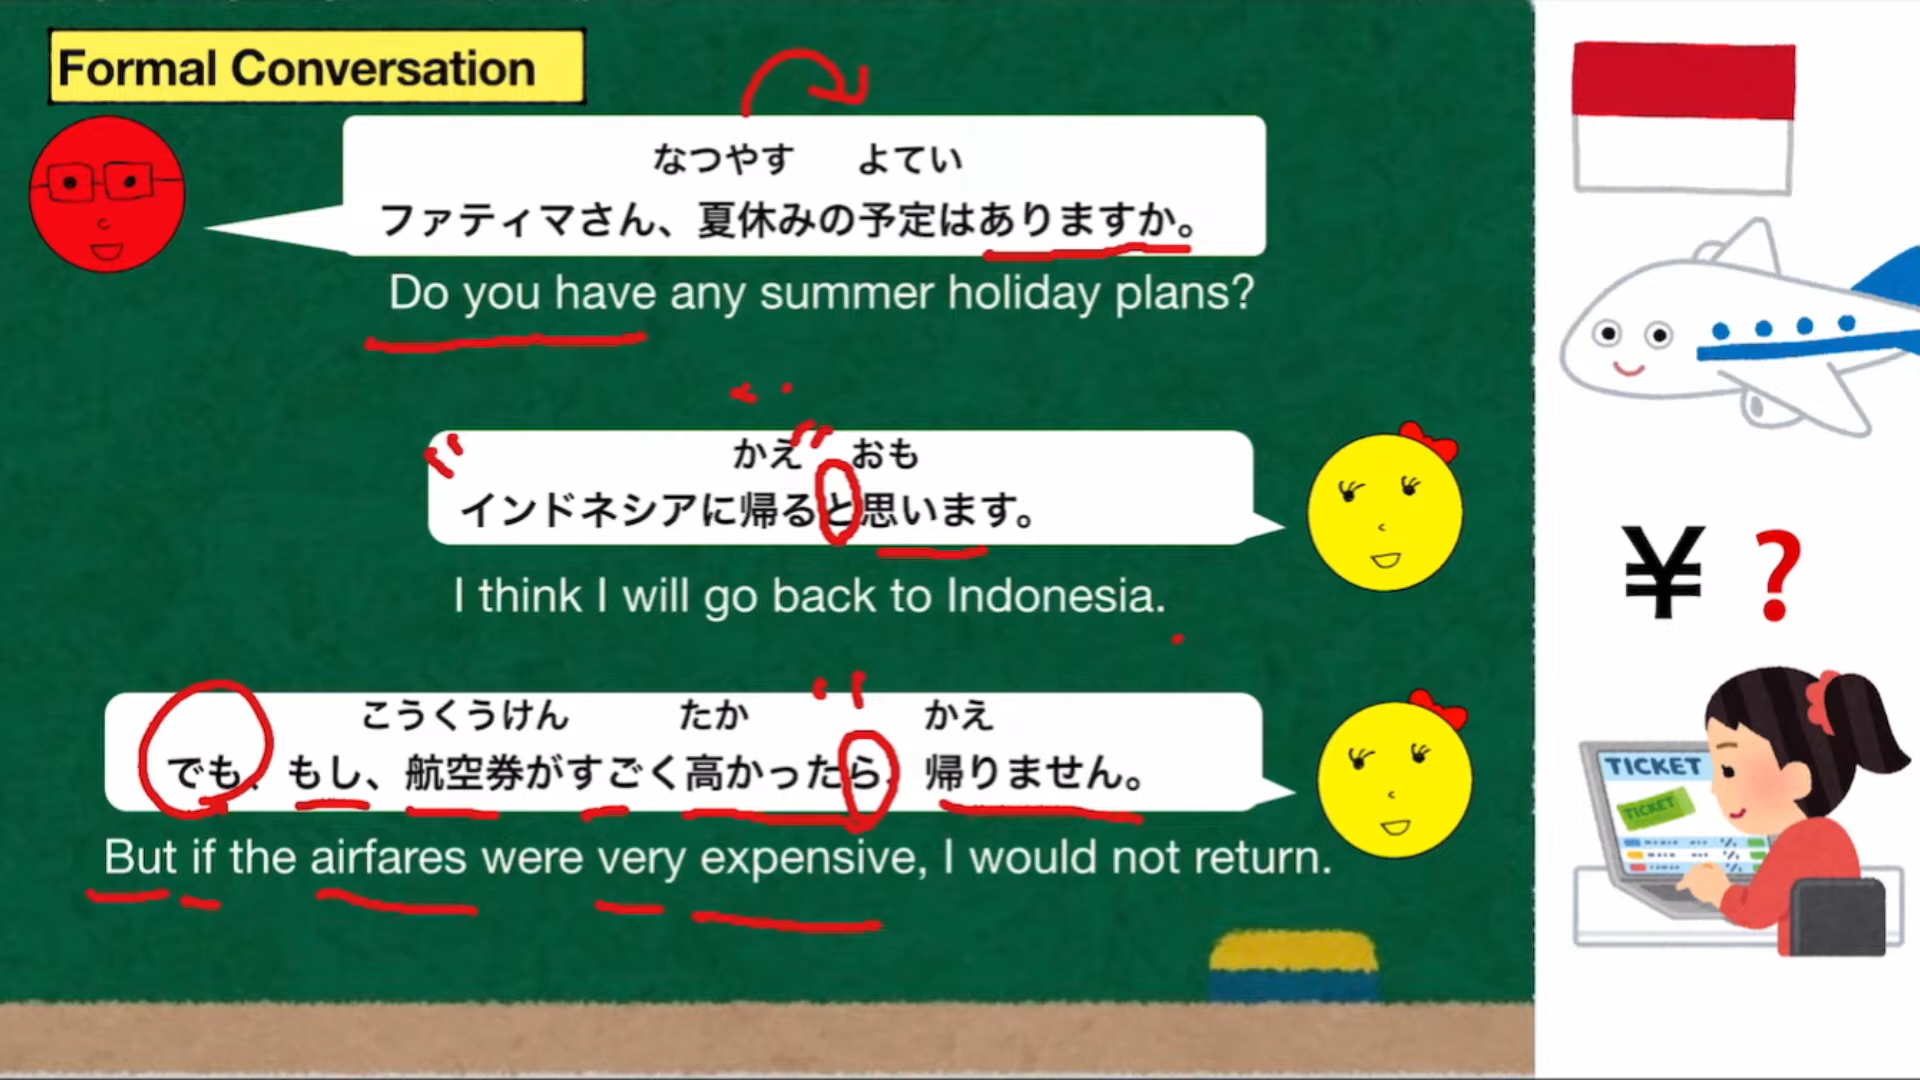 Formal Conversation
なつやす よてい
ファティマさん、夏休みの予定はありますか。
Do you have any summer holiday plans?
かえ おも
インドネシアに帰ると思います。
I think I will go back to Indonesia.
こうくうけん たか かえ
でも、もし、航空券がすごく高かったら、帰りません。
But if the airfares were very expensive, I would not return.
¥ ?
TICKET
TICKET